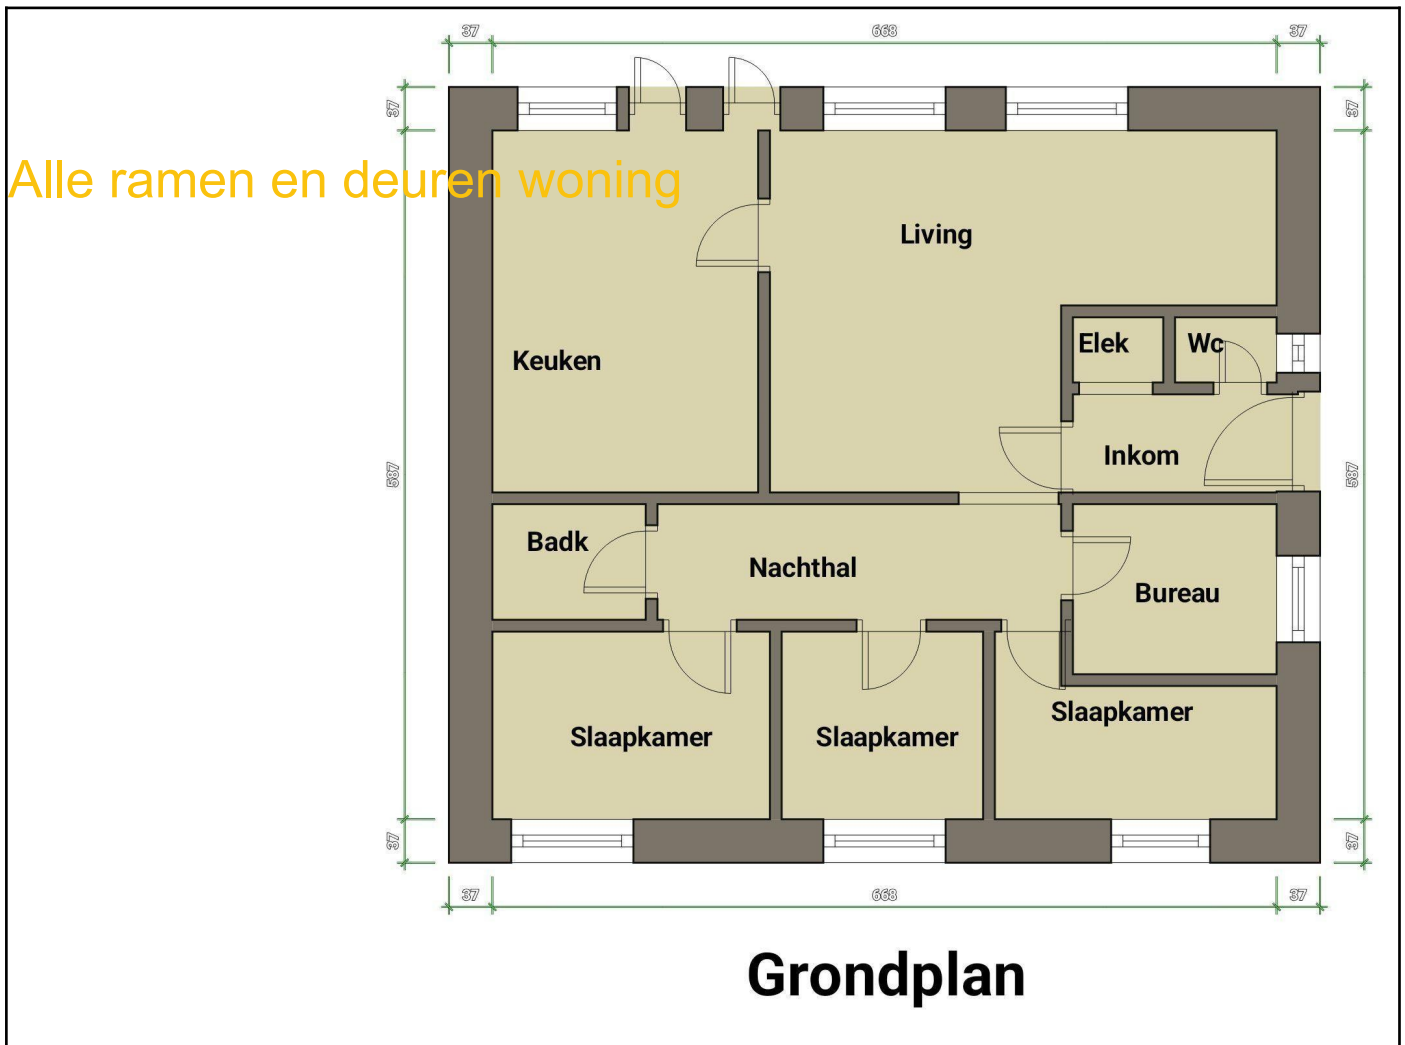 37 668 37
37 37
Alle ramen en deuren woning
Living
Elek Wc
Keuken
Inkom
587 587
Badk
Nachthal
Bureau
Slaapkamer
Slaapkamer Slaapkamer
37 37
37 668 37
Grondplan